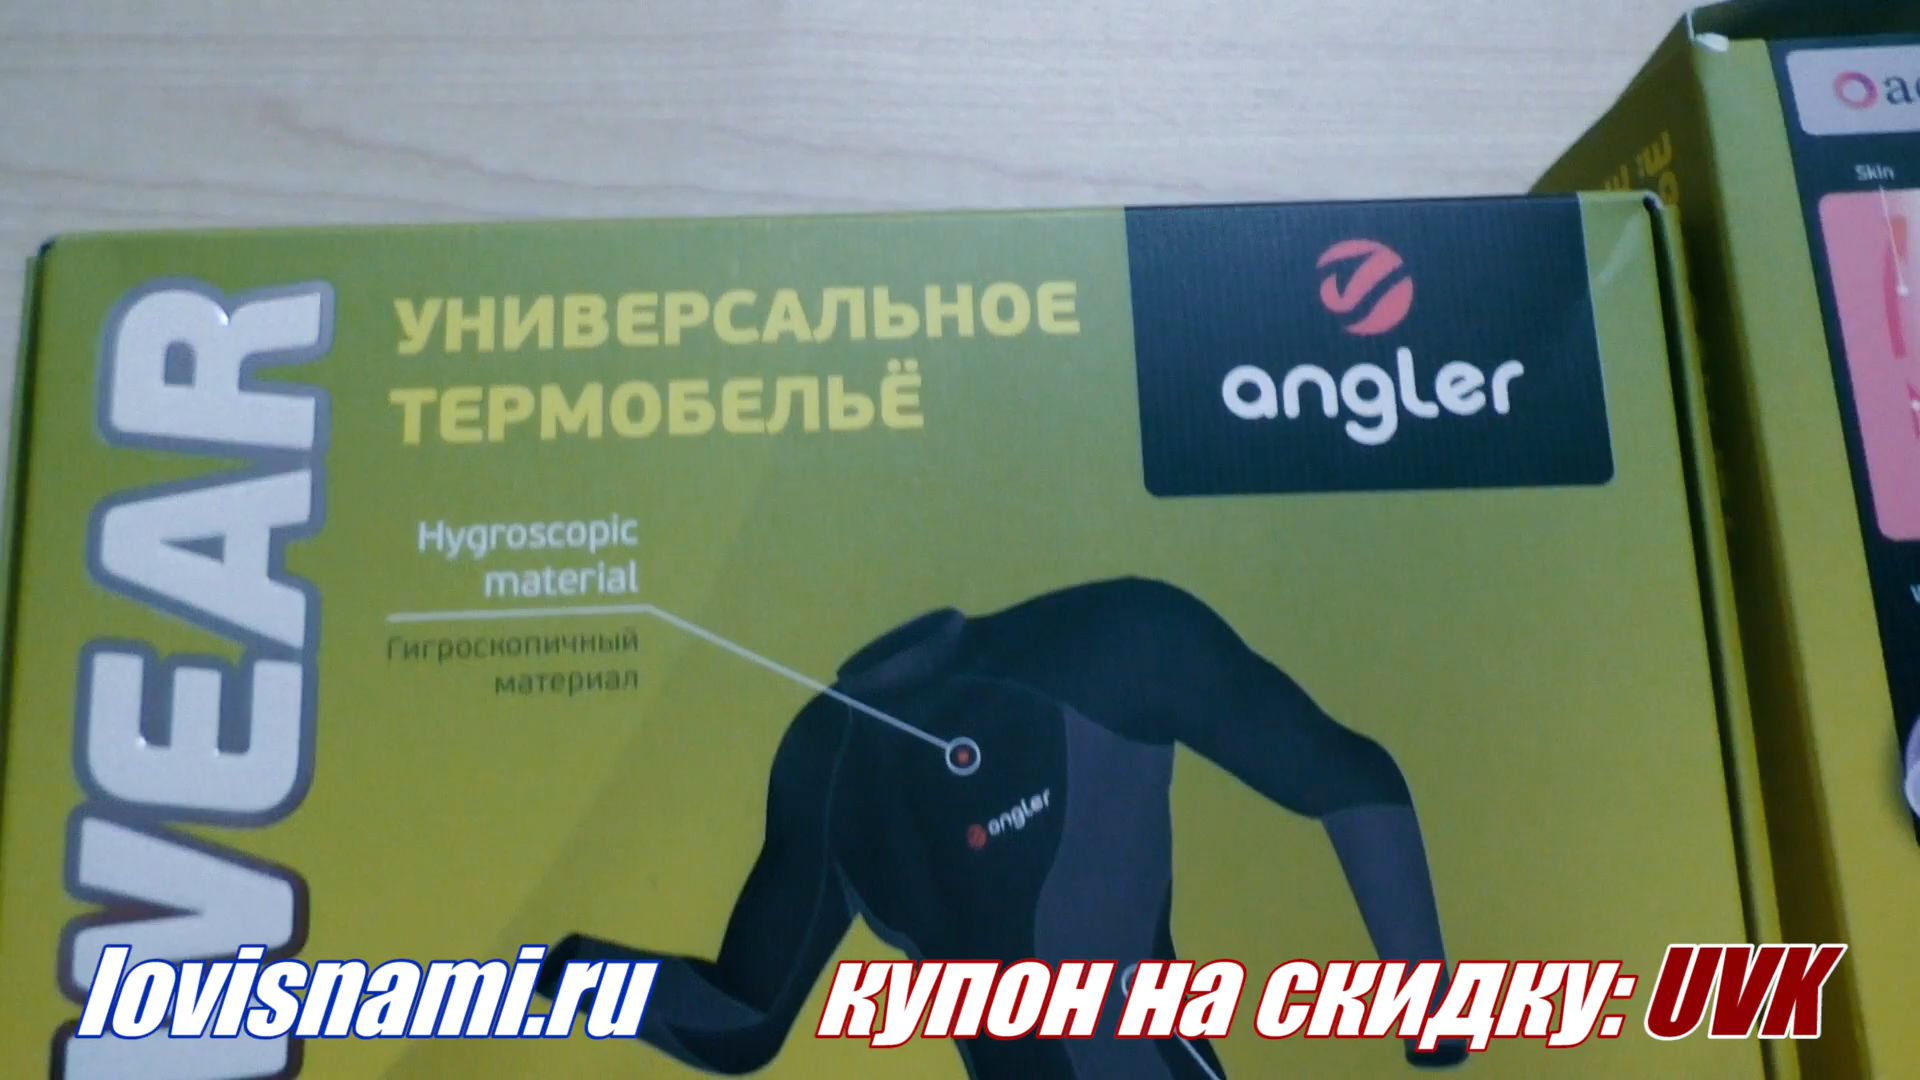 УНИВЕРСАЛЬНОЕ
ТЕРМОБЕЛЬЁ
angler
Hygroscopic
material
Гигроскопичный
материал
angler
WEAR
Skin
lovisnami.ru
купон на скидку: UVK